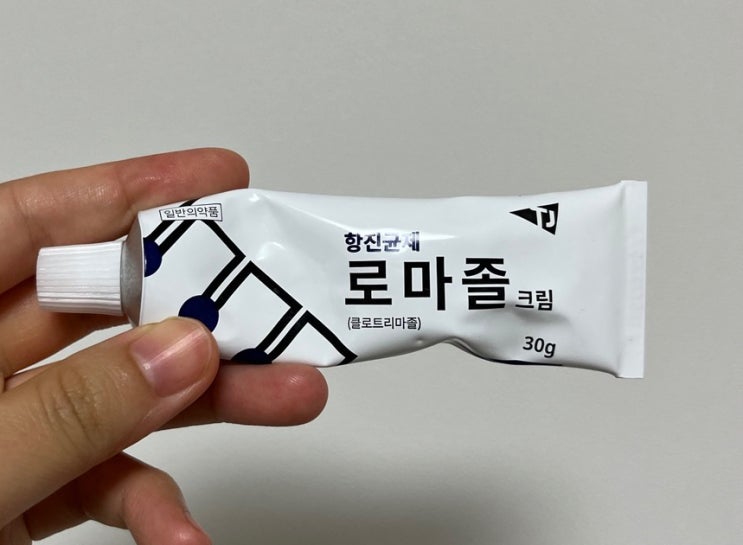 일반의약품
TJ
항진균제
로마졸 크림
(클로트리마졸)
30g